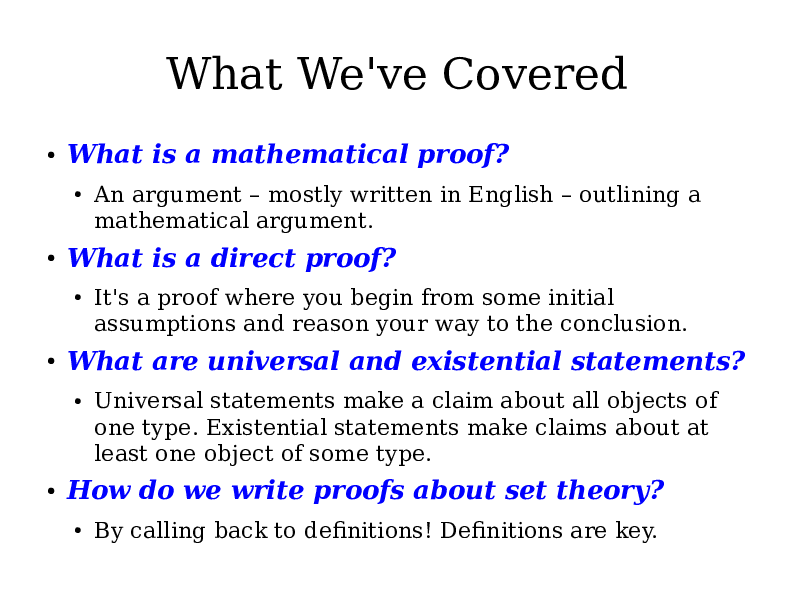 What We've Covered
• What is a mathematical proof?
• An argument – mostly written in English – outlining a
mathematical argument.
• What is a direct proof?
• It's a proof where you begin from some initial
assumptions and reason your way to the conclusion.
• What are universal and existential statements?
• Universal statements make a claim about all objects of
one type. Existential statements make claims about at
least one object of some type.
• How do we write proofs about set theory?
• By calling back to definitions! Definitions are key.